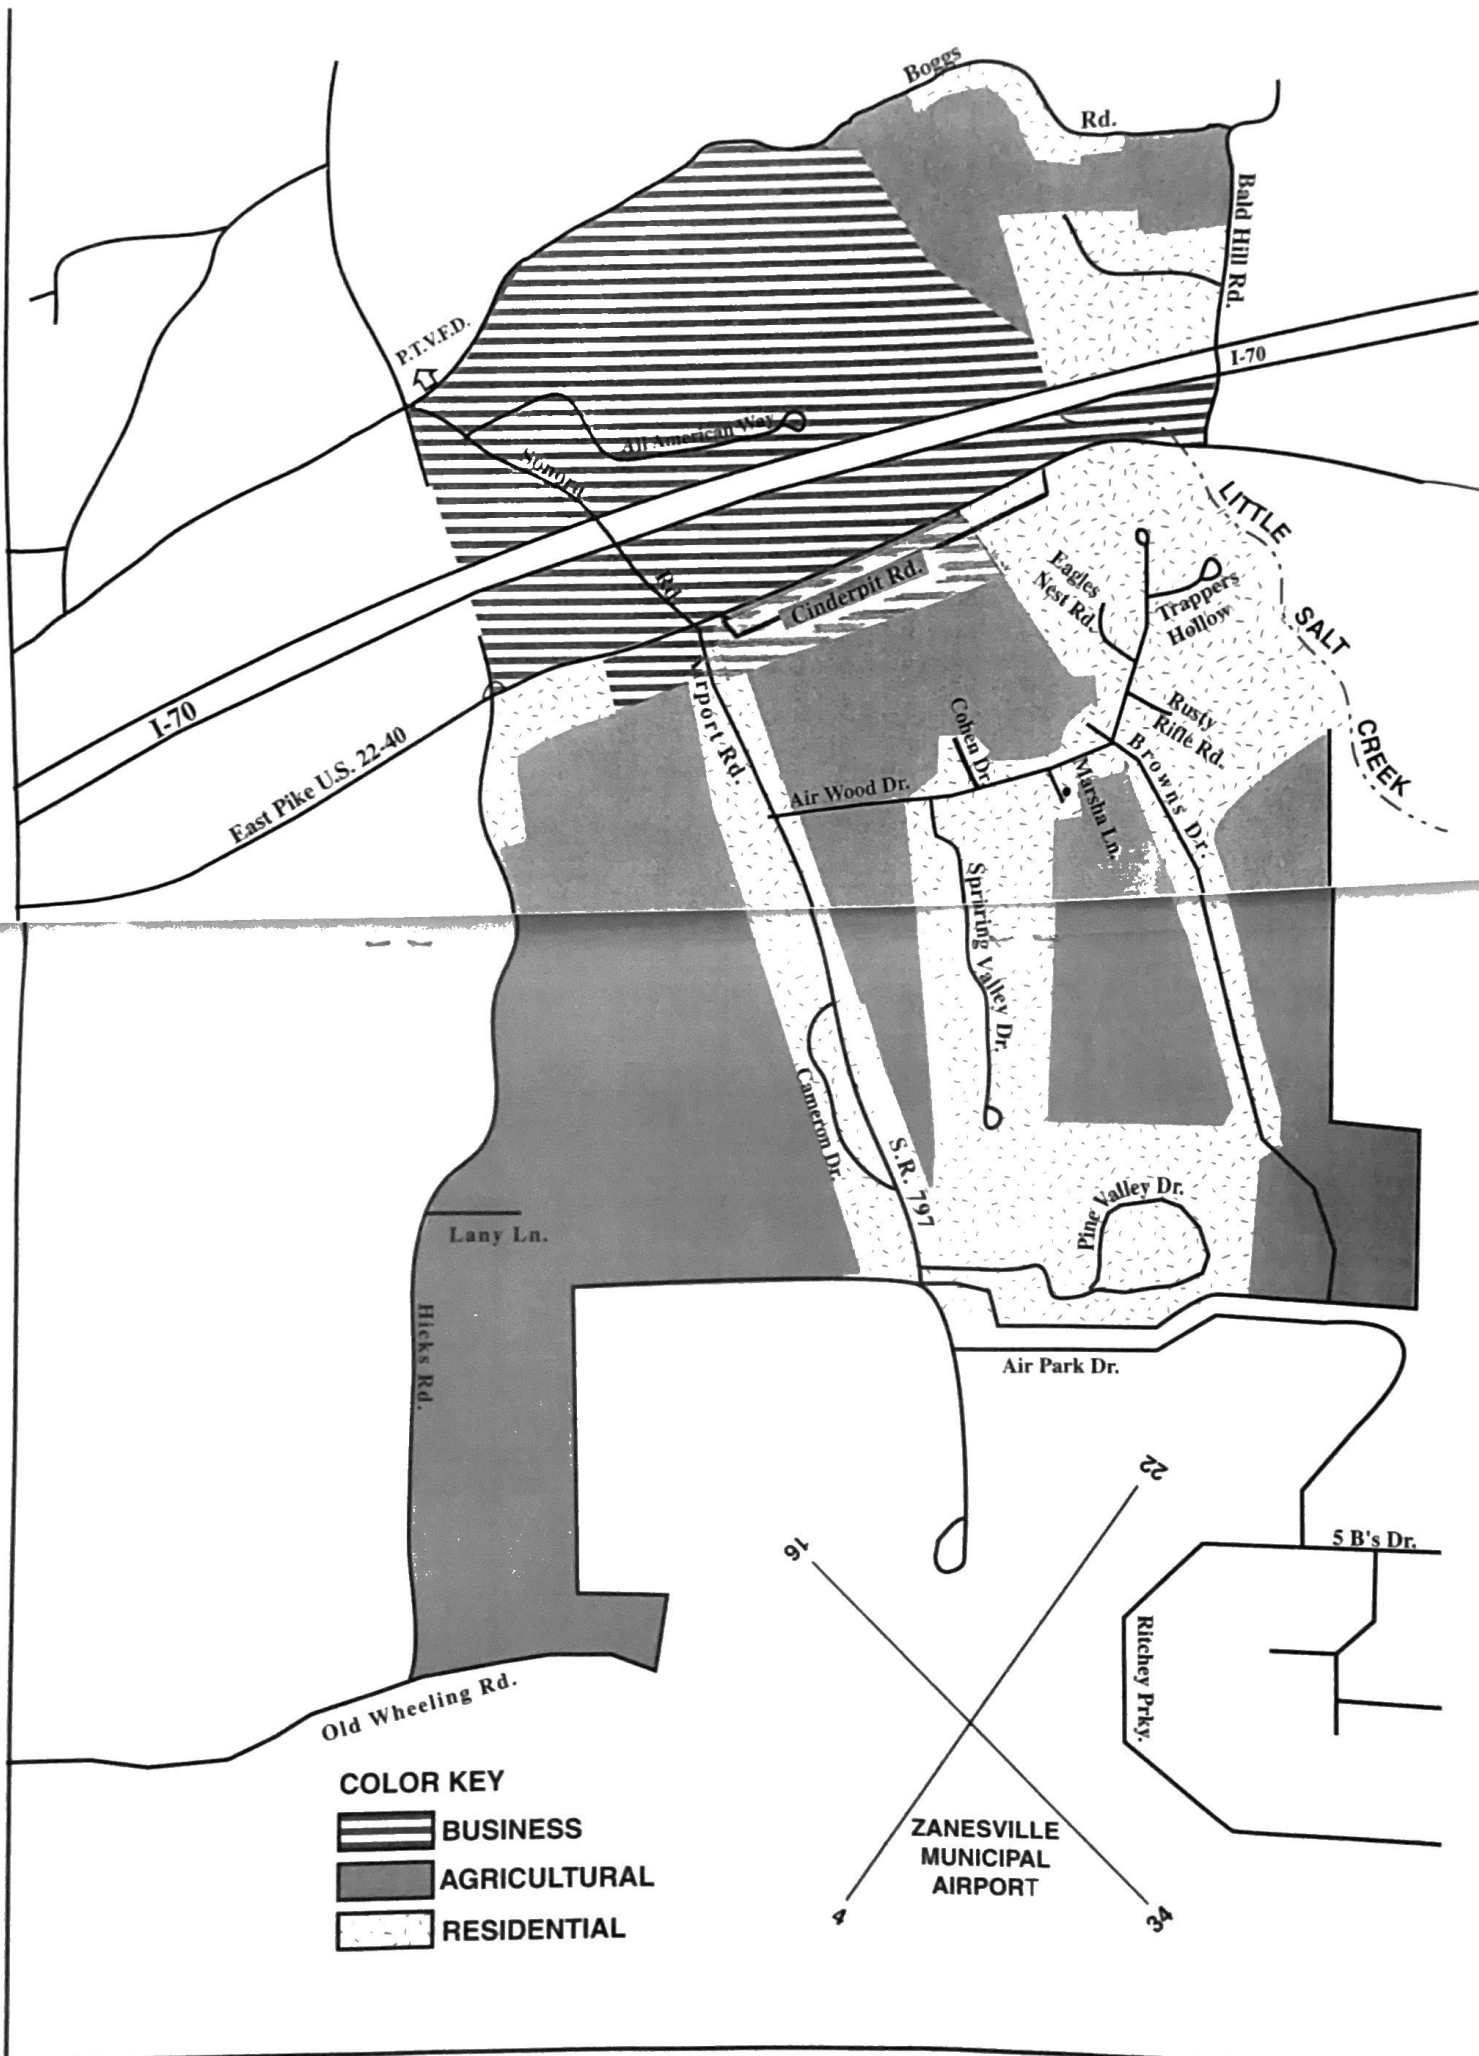 Boggs
Rd.
Bald Hill Rd.
P.T.V.F.D.
I-70
All American Way
Sonora
Rd.
LITTLE
SALT
CREEK
Eagles
Nest Rd.
Trappers
Hollow
Cinderpit Rd.
Rusty
Rifle Rd.
I-70
East Pike U.S. 22-40
Airport Rd.
Cohen Dr.
Air Wood Dr.
Marsha Ln.
Browns Dr.
Spriring Valley Dr.
Cameron Dr.
S.R. 797
Ping Valley Dr.
Lany Ln.
Hicks Rd.
Air Park Dr.
22
16
5 B's Dr.
Ritchey Prky.
Old Wheeling Rd.
COLOR KEY
BUSINESS
AGRICULTURAL
RESIDENTIAL
ZANESVILLE
MUNICIPAL
AIRPORT
4
34